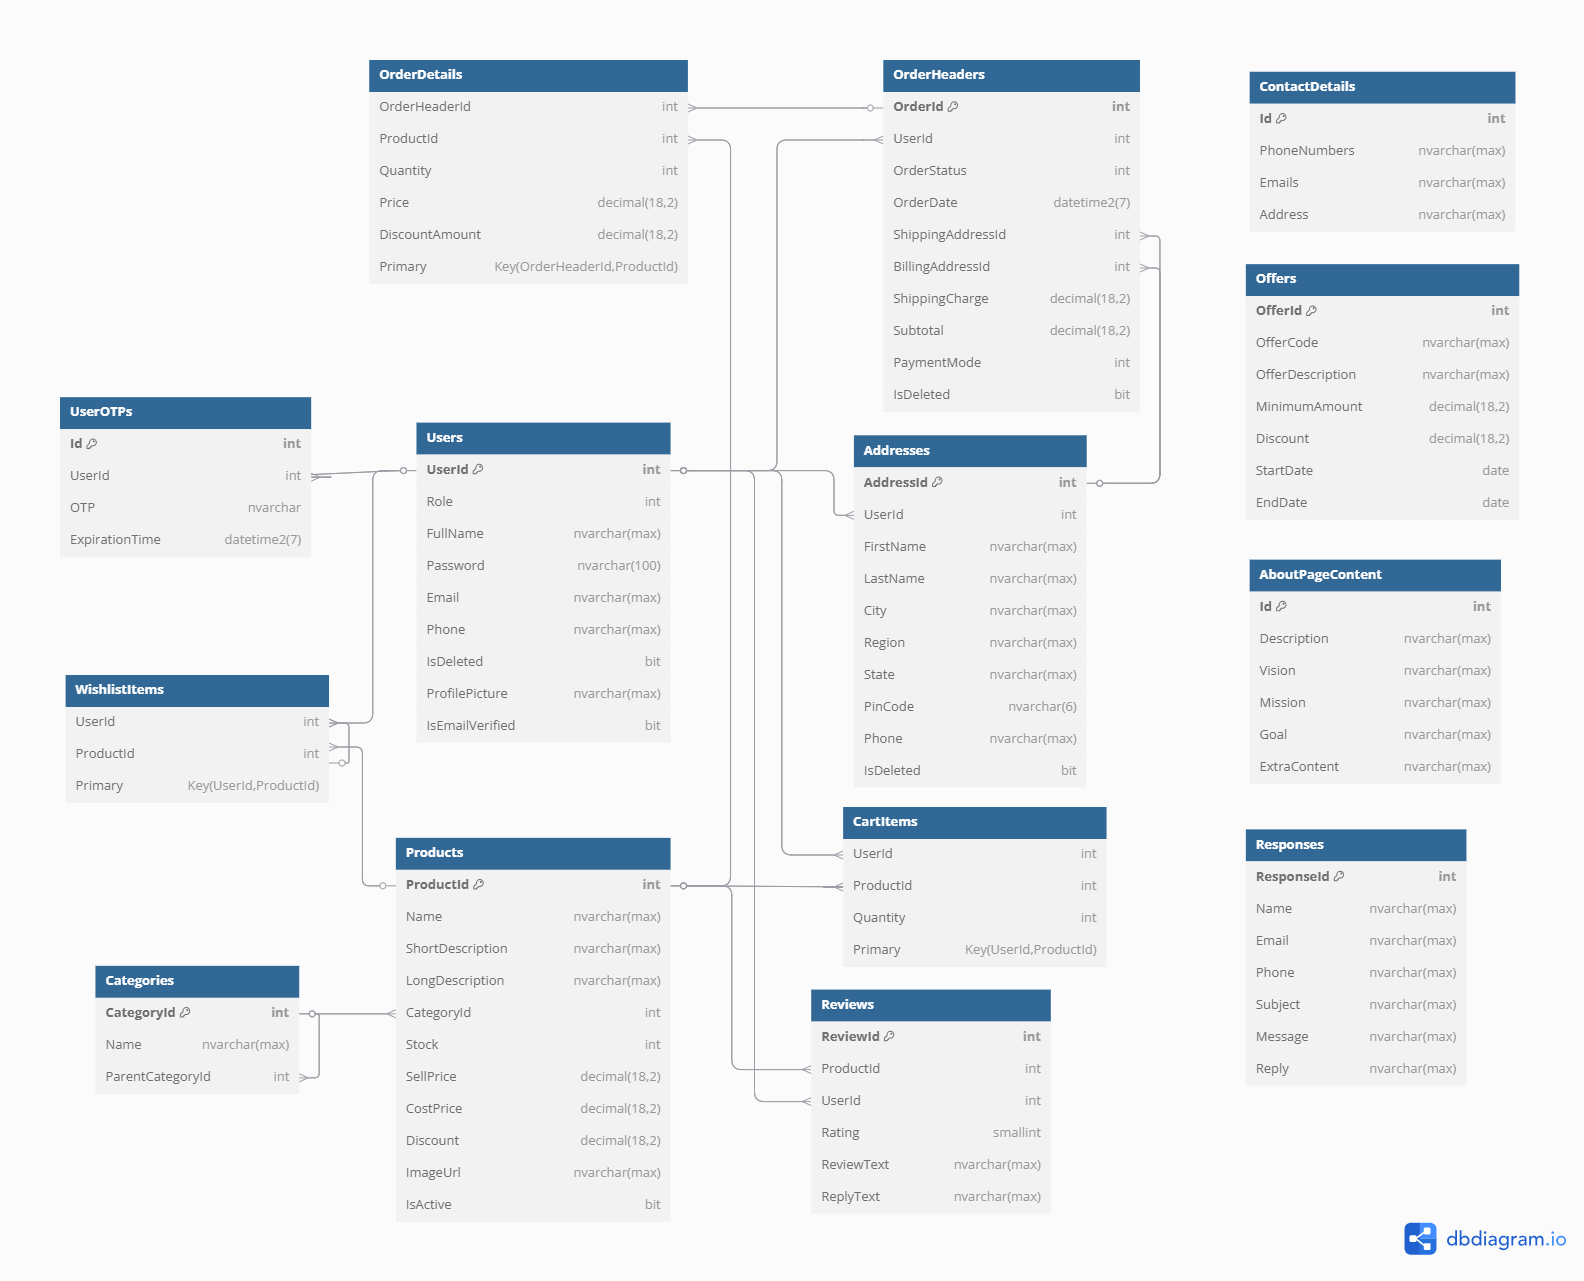 OrderDetails
OrderHeaderId int
ProductId int
Quantity int
Price decimal(18,2)
DiscountAmount decimal(18,2)
Primary Key(OrderHeaderId,ProductId)
OrderHeaders
OrderId int
UserId int
OrderStatus int
OrderDate datetime2(7)
ShippingAddressId int
BillingAddressId int
ShippingCharge decimal(18,2)
Subtotal decimal(18,2)
PaymentMode int
IsDeleted bit
ContactDetails
Id int
PhoneNumbers nvarchar(max)
Emails nvarchar(max)
Address nvarchar(max)
Offers
OfferId int
OfferCode nvarchar(max)
OfferDescription nvarchar(max)
MinimumAmount decimal(18,2)
Discount decimal(18,2)
StartDate date
EndDate date
UserOTPs
Id int
UserId int
OTP nvarchar
ExpirationTime datetime2(7)
Users
UserId int
Role int
FullName nvarchar(max)
Password nvarchar(100)
Email nvarchar(max)
Phone nvarchar(max)
IsDeleted bit
ProfilePicture nvarchar(max)
IsEmailVerified bit
Addresses
AddressId int
UserId int
FirstName nvarchar(max)
LastName nvarchar(max)
City nvarchar(max)
Region nvarchar(max)
State nvarchar(max)
PinCode nvarchar(6)
Phone nvarchar(max)
IsDeleted bit
AboutPageContent
Id int
Description nvarchar(max)
Vision nvarchar(max)
Mission nvarchar(max)
Goal nvarchar(max)
ExtraContent nvarchar(max)
WishlistItems
UserId int
ProductId int
Primary Key(UserId,ProductId)
Products
ProductId int
Name nvarchar(max)
ShortDescription nvarchar(max)
LongDescription nvarchar(max)
CategoryId int
Stock int
SellPrice decimal(18,2)
CostPrice decimal(18,2)
Discount decimal(18,2)
ImageUrl nvarchar(max)
IsActive bit
CartItems
UserId int
ProductId int
Quantity int
Primary Key(UserId,ProductId)
Responses
ResponseId int
Name nvarchar(max)
Email nvarchar(max)
Phone nvarchar(max)
Subject nvarchar(max)
Message nvarchar(max)
Reply nvarchar(max)
Categories
CategoryId int
Name nvarchar(max)
ParentCategoryId int
Reviews
ReviewId int
ProductId int
UserId int
Rating smallint
ReviewText nvarchar(max)
ReplyText nvarchar(max)
dbdiagram.io